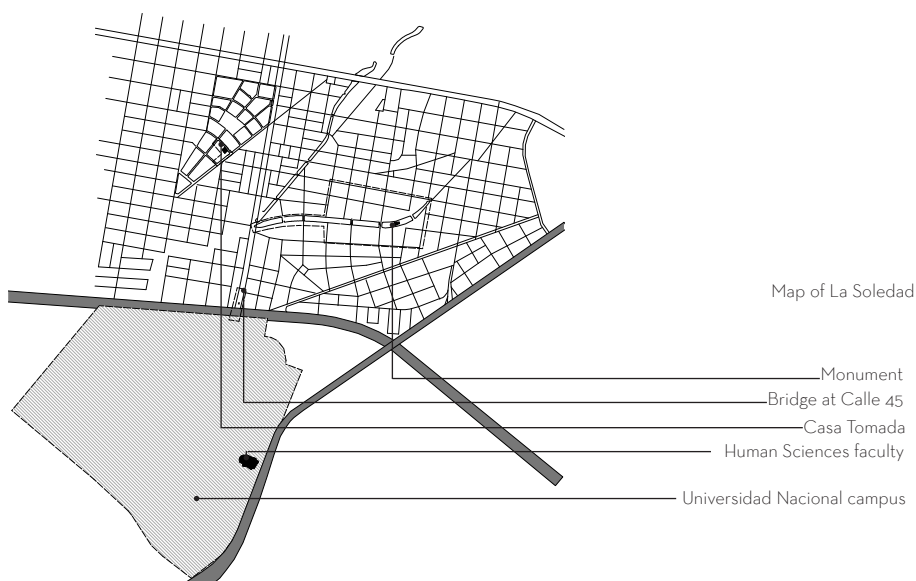 Map of La Soledad
Monument
Bridge at Calle 45
Casa Tomada
Human Sciences faculty
Universidad Nacional campus